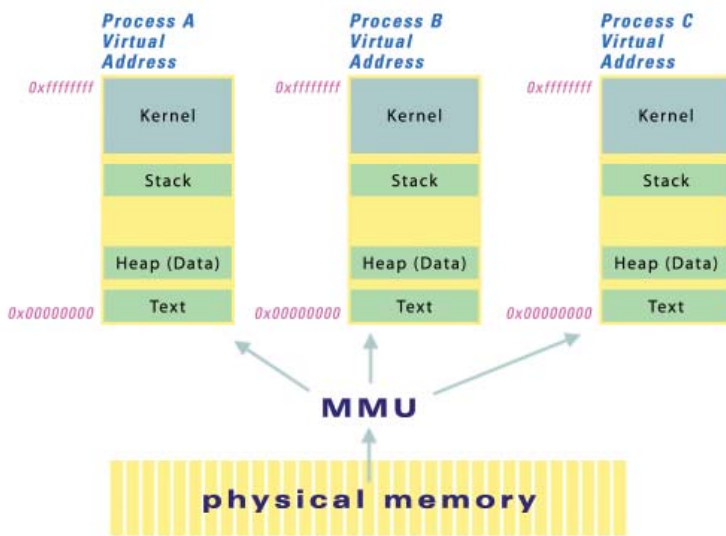 Process A
Virtual
Address
Process B
Virtual
Address
Process C
Virtual
Address
0xffffffff
0xffffffff
0xffffffff
Kernel
Kernel
Kernel
Stack
Stack
Stack
Heap (Data)
Heap (Data)
Heap (Data)
0x00000000
Text
0x00000000
Text
0x00000000
Text
MMU
physical memory